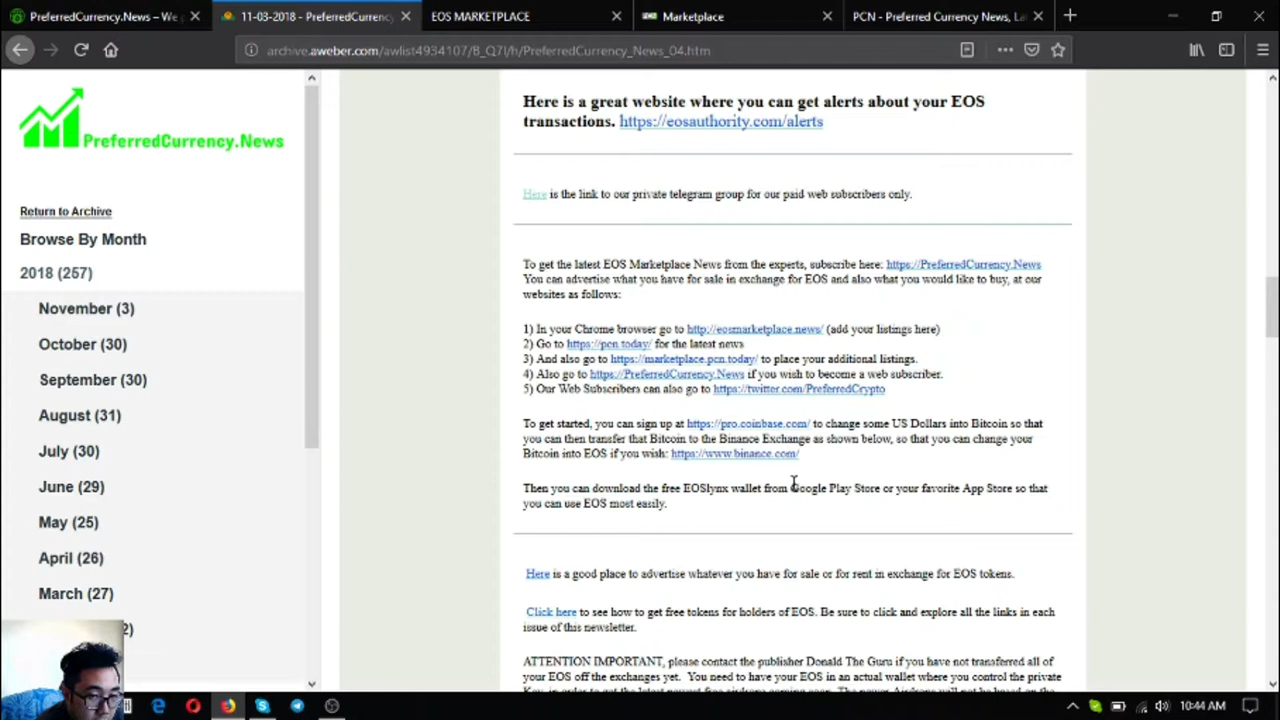 PreferredCurrency.News – We p
11-03-2018 - PreferredCurrency
EOS MARKETPLACE
Marketplace
PCN - Preferred Currency News, La
archive.aweber.com/awlist4934107/8_Q7I/h/PreferredCurrency_News_04.htm
PreferredCurrency.News
Return to Archive
Browse By Month
2018 (257)
November (3)
October (30)
September (30)
August (31)
July (30)
June (29)
May (25)
April (26)
March (27)
Here is a great website where you can get alerts about your EOS
transactions. https://eosauthority.com/alerts
Here is the link to our private telegram group for our paid web subscribers only.
To get the latest EOS Marketplace News from the experts, subscribe here: https://PreferredCurrency.News
You can advertise what you have for sale in exchange for EOS and also what you would like to buy, at our
websites as follows:
1) In your Chrome browser go to http://eosmarketplace.news/ (add your listings here)
2) Go to https://pcn.today/ for the latest news
3) And also go to https://marketplace.pcn.today/ to place your additional listings.
4) Also go to https://PreferredCurrency.News if you wish to become a web subscriber.
5) Our Web Subscribers can also go to https://twitter.com/PreferredCrypto
To get started, you can sign up at https://pro.coinbase.com/ to change some US Dollars into Bitcoin so that
you can then transfer that Bitcoin to the Binance Exchange as shown below, so that you can change your
Bitcoin into EOS if you wish: https://www.binance.com/
Then you can download the free EOSlynx wallet from Google Play Store or your favorite App Store so that
you can use EOS most easily.
Here is a good place to advertise whatever you have for sale or for rent in exchange for EOS tokens.
Click here to see how to get free tokens for holders of EOS. Be sure to click and explore all the links in each
issue of this newsletter.
ATTENTION IMPORTANT, please contact the publisher Donald The Guru if you have not transferred all of
your EOS off the exchanges yet. You need to have your EOS in an actual wallet where you control the private
10:44 AM